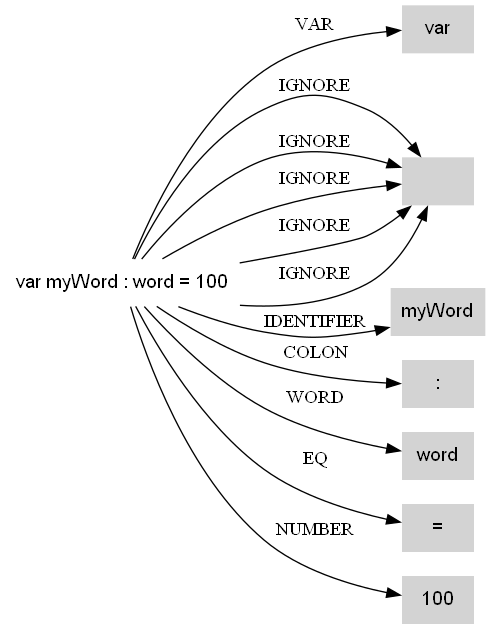 VAR
var
IGNORE
IGNORE
IGNORE
IGNORE
IGNORE
var myWord : word = 100
IDENTIFIER
myWord
COLON
:
WORD
word
EQ
=
NUMBER
100